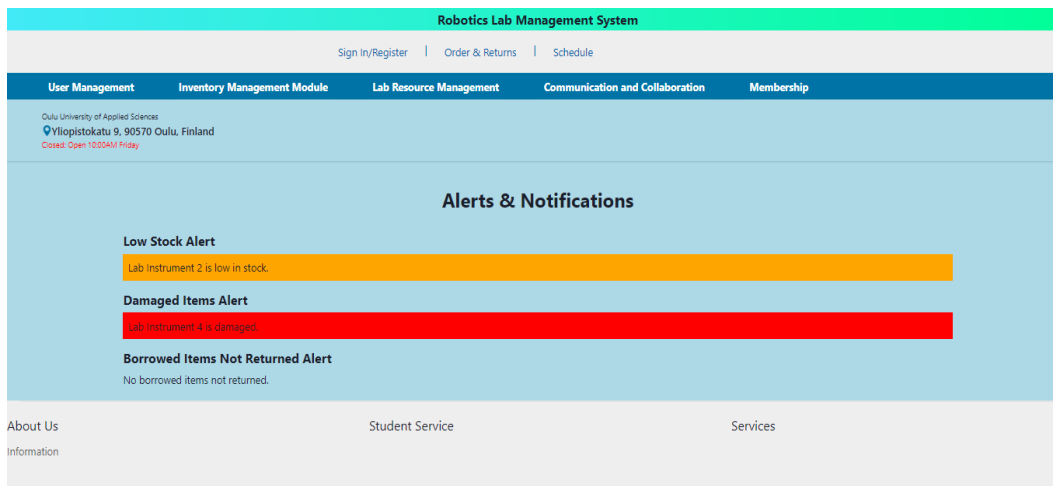 Robotics Lab Management System
Sign In/Register | Order & Returns | Schedule
User Management Inventory Management Module Lab Resource Management Communication and Collaboration Membership
Oulu University of Applied Sciences
Yliopistokatu 9, 90570 Oulu, Finland
Closed: Open 10:00AM Friday
Alerts & Notifications
Low Stock Alert
Lab Instrument 2 is low in stock.
Damaged Items Alert
Lab Instrument 4 is damaged.
Borrowed Items Not Returned Alert
No borrowed items not returned.
About Us Student Service Services
Information